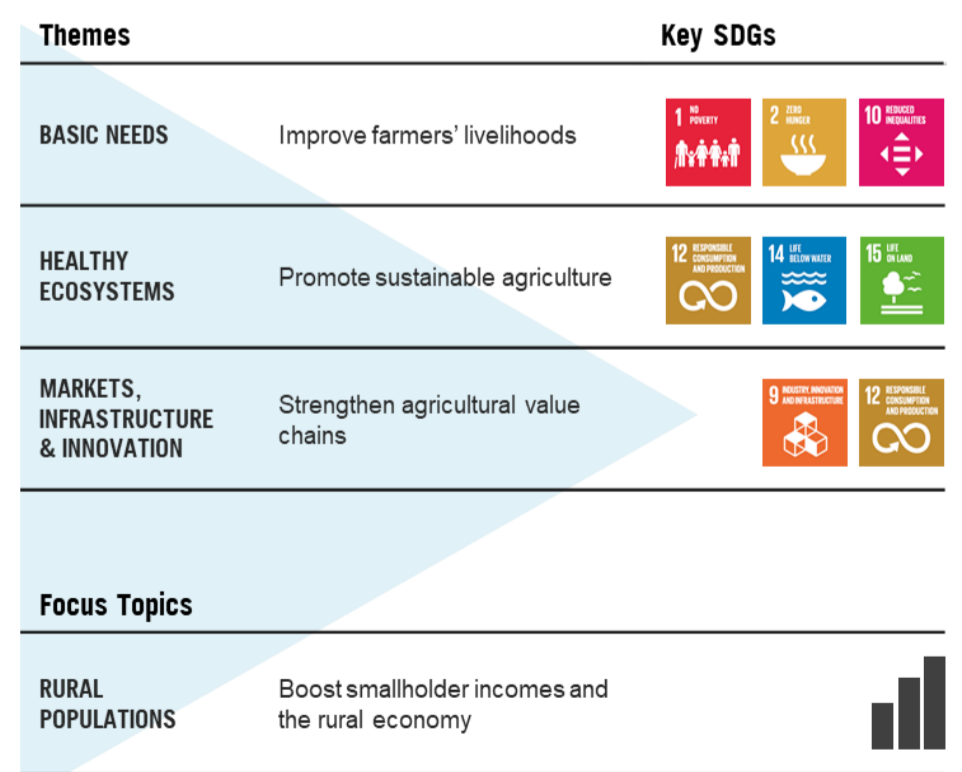 Themes
Key SDGs
BASIC NEEDS
Improve farmers’ livelihoods
1 NO
POVERTY
2 ZERO
HUNGER
10 REDUCED
INEQUALITIES
HEALTHY
ECOSYSTEMS
Promote sustainable agriculture
12 RESPONSIBLE
CONSUMPTION
AND PRODUCTION
14 LIFE
BELOW WATER
15 LIFE
ON LAND
MARKETS,
INFRASTRUCTURE
& INNOVATION
Strengthen agricultural value
chains
9 INDUSTRY, INNOVATION
AND INFRASTRUCTURE
12 RESPONSIBLE
CONSUMPTION
AND PRODUCTION
Focus Topics
RURAL
POPULATIONS
Boost smallholder incomes and
the rural economy